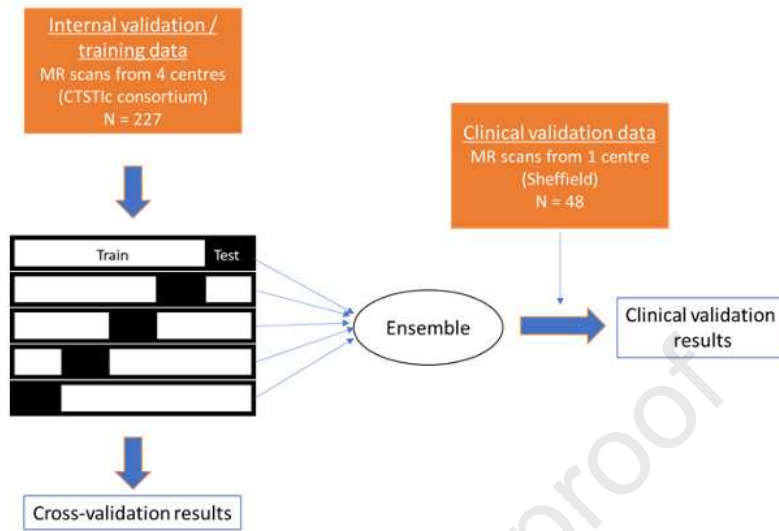 Internal validation /
training data
MR scans from 4 centres
(CTSTIc consortium)
N = 227
Clinical validation data
MR scans from 1 centre
(Sheffield)
N = 48
Train
Test
Ensemble
Clinical validation
results
Cross-validation results
proof